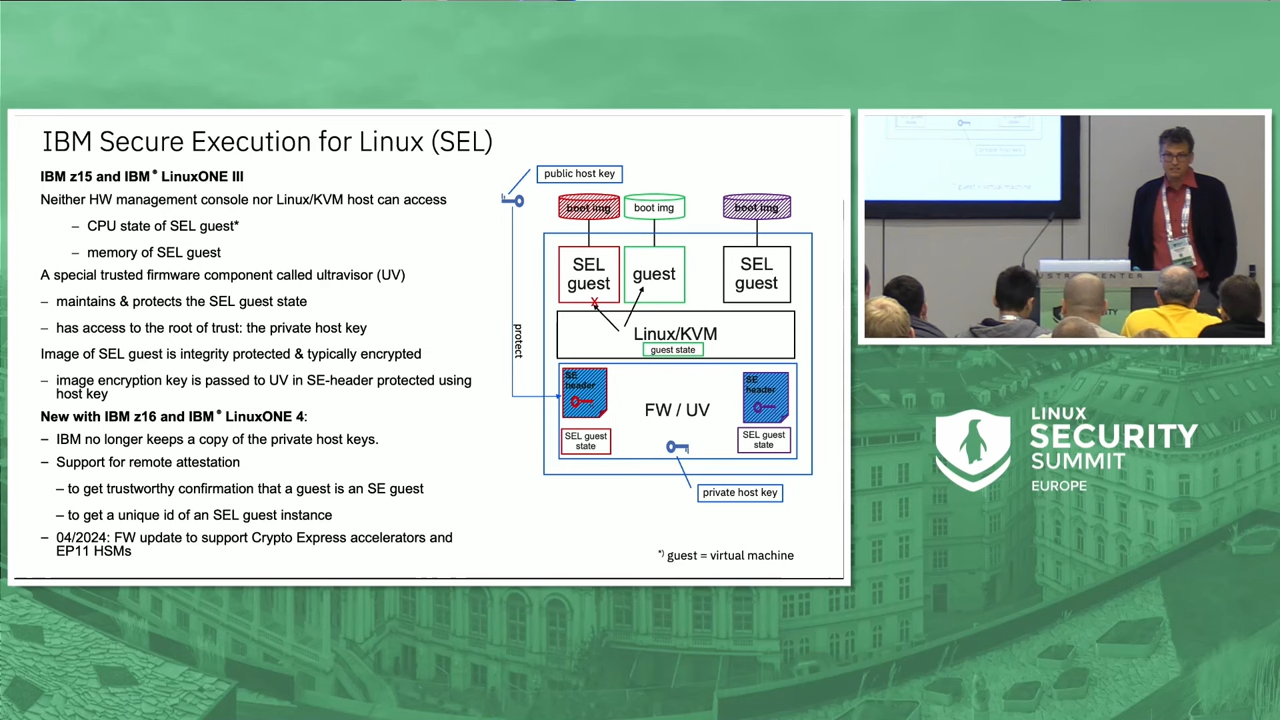 IBM Secure Execution for Linux (SEL)
IBM z15 and IBM® LinuxONE III
Neither HW management console nor Linux/KVM host can access
– CPU state of SEL guest*
– memory of SEL guest
A special trusted firmware component called ultravisor (UV)
– maintains & protects the SEL guest state
– has access to the root of trust: the private host key
Image of SEL guest is integrity protected & typically encrypted
– image encryption key is passed to UV in SE-header protected using
host key
New with IBM z16 and IBM® LinuxONE 4:
– IBM no longer keeps a copy of the private host keys.
– Support for remote attestation
– to get trustworthy confirmation that a guest is an SE guest
– to get a unique id of an SEL guest instance
– 04/2024: FW update to support Crypto Express accelerators and
EP11 HSMs
public host key
boot img
boot img
boot img
SEL
guest
guest
SEL
guest
x
Linux/KVM
guest state
protect
SE
header
FW / UV
SE
header
SEL guest
state
SEL guest
state
private host key
*) guest = virtual machine
LINUX
SECURITY
SUMMIT
EUROPE